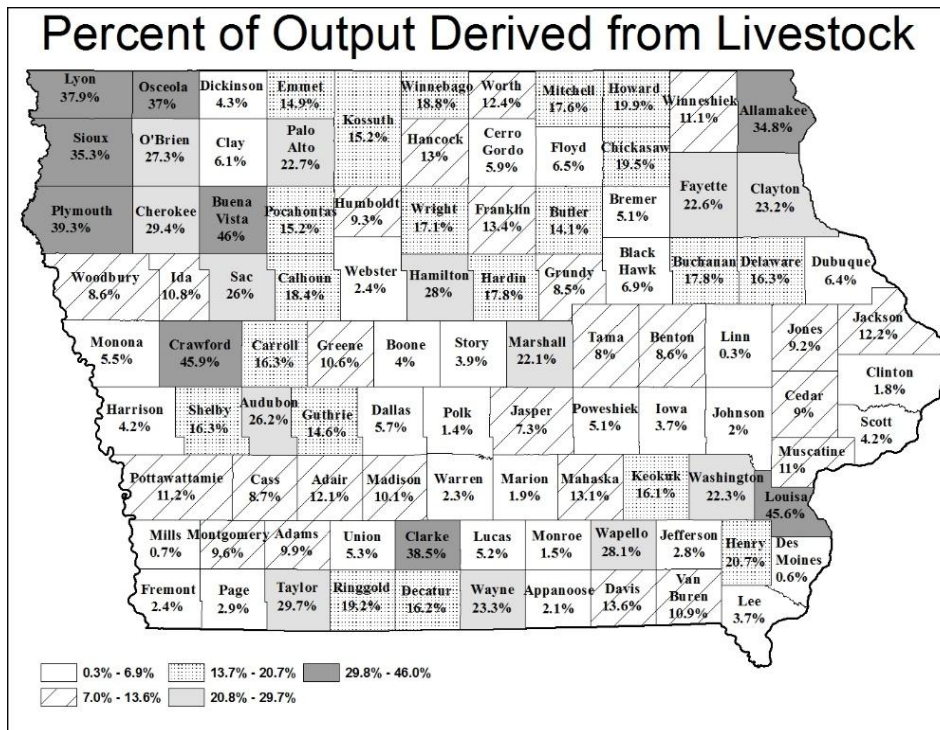 Percent of Output Derived from Livestock
Lyon
37.9%
Osceola
37%
Dickinson
4.3%
Emmet
14.9%
Kossuth
15.2%
Winnebago
18.8%
Worth
12.4%
Mitchell
17.6%
Howard
19.9%
Winneshiek
11.1%
Allamakee
34.8%
Sioux
35.3%
O'Brien
27.3%
Clay
6.1%
Palo
Alto
22.7%
Hancock
13%
Cerro
Gordo
5.9%
Floyd
6.5%
Chickasaw
19.5%
Fayette
22.6%
Clayton
23.2%
Plymouth
39.3%
Cherokee
29.4%
Buena
Vista
46%
Pocahontas
15.2%
Humboldt
9.3%
Wright
17.1%
Franklin
13.4%
Butler
14.1%
Bremer
5.1%
Woodbury
8.6%
Ida
10.8%
Sac
26%
Calhoun
18.4%
Webster
2.4%
Hamilton
28%
Hardin
17.8%
Grundy
8.5%
Black
Hawk
6.9%
Buchanan
17.8%
Delaware
16.3%
Dubuque
6.4%
Monona
5.5%
Crawford
45.9%
Carroll
16.3%
Greene
10.6%
Boone
4%
Story
3.9%
Marshall
22.1%
Tama
8%
Benton
8.6%
Linn
0.3%
Jones
9.2%
Jackson
12.2%
Clinton
1.8%
Harrison
4.2%
Shelby
16.3%
Audubon
26.2%
Guthrie
14.6%
Dallas
5.7%
Polk
1.4%
Jasper
7.3%
Poweshiek
5.1%
Iowa
3.7%
Johnson
2%
Cedar
9%
Scott
4.2%
Muscatine
11%
Pottawattamie
11.2%
Cass
8.7%
Adair
12.1%
Madison
10.1%
Warren
2.3%
Marion
1.9%
Mahaska
13.1%
Keokuk
16.1%
Washington
22.3%
Louisa
45.6%
Mills
0.7%
Montgomery
9.6%
Adams
9.9%
Union
5.3%
Clarke
38.5%
Lucas
5.2%
Monroe
1.5%
Wapello
28.1%
Jefferson
2.8%
Henry
20.7%
Des
Moines
0.6%
Fremont
2.4%
Page
2.9%
Taylor
29.7%
Ringgold
19.2%
Decatur
16.2%
Wayne
23.3%
Appanoose
2.1%
Davis
13.6%
Van
Buren
10.9%
Lee
3.7%
0.3% - 6.9%
13.7% - 20.7%
29.8% - 46.0%
7.0% - 13.6%
20.8% - 29.7%